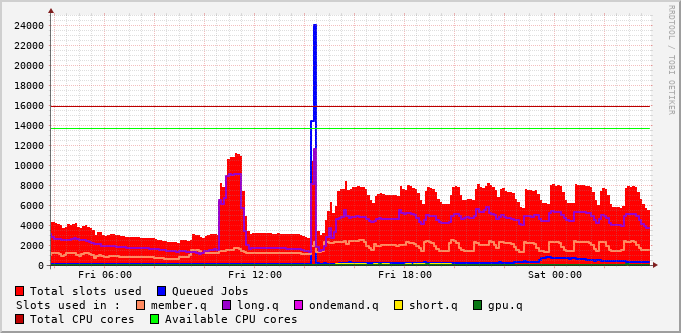 RRDTOOL / TOBI OETIKER
24000
22000
20000
18000
16000
14000
12000
10000
8000
6000
4000
2000
0
Fri 06:00 Fri 12:00 Fri 18:00 Sat 00:00
Total slots used Queued Jobs
Slots used in : member.q long.q ondemand.q short.q gpu.q
Total CPU cores Available CPU cores